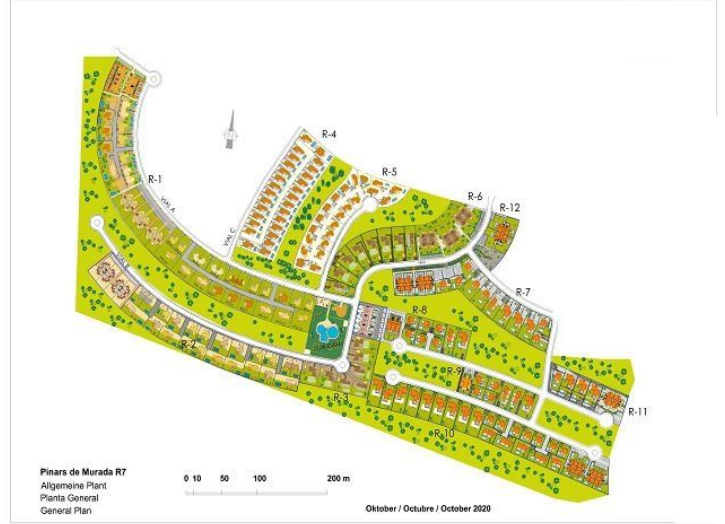 R-4
R-5
R-6
R-12
R-1
VIAL A
VIAL C
R-7
R-8
R-2
R-9
R-3
R-11
R-10
Pinars de Murada R7
Allgemeine Plant
Planta General
General Plan
0 10 50 100 200 m
Oktober / Octubre / October 2020